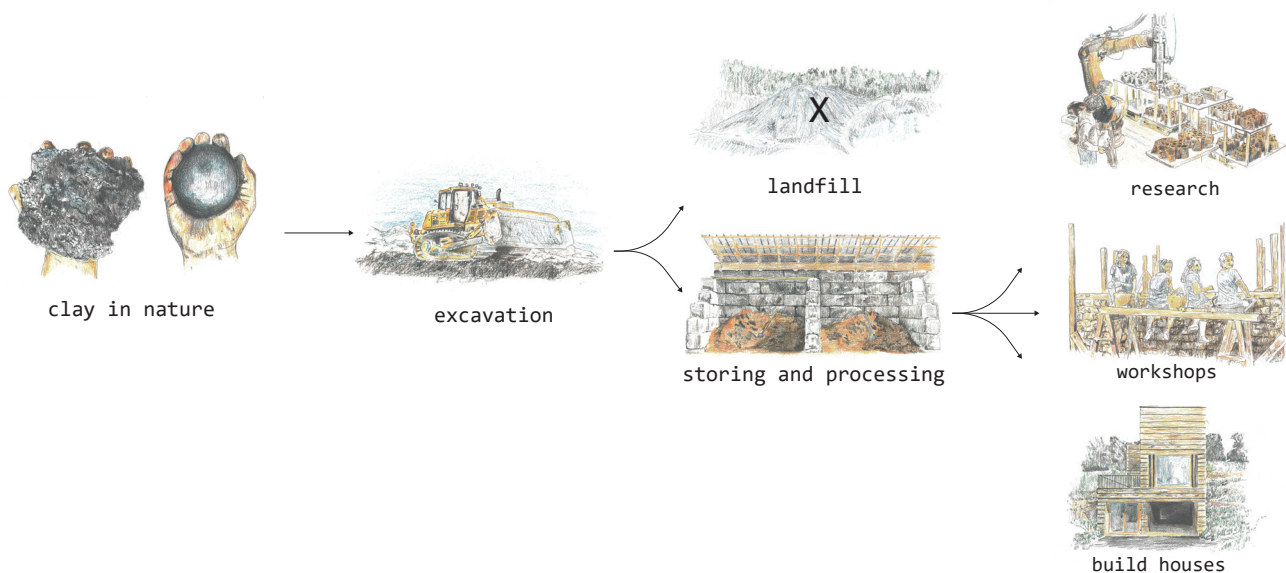 clay in nature
excavation
X
landfill
storing and processing
research
workshops
build houses